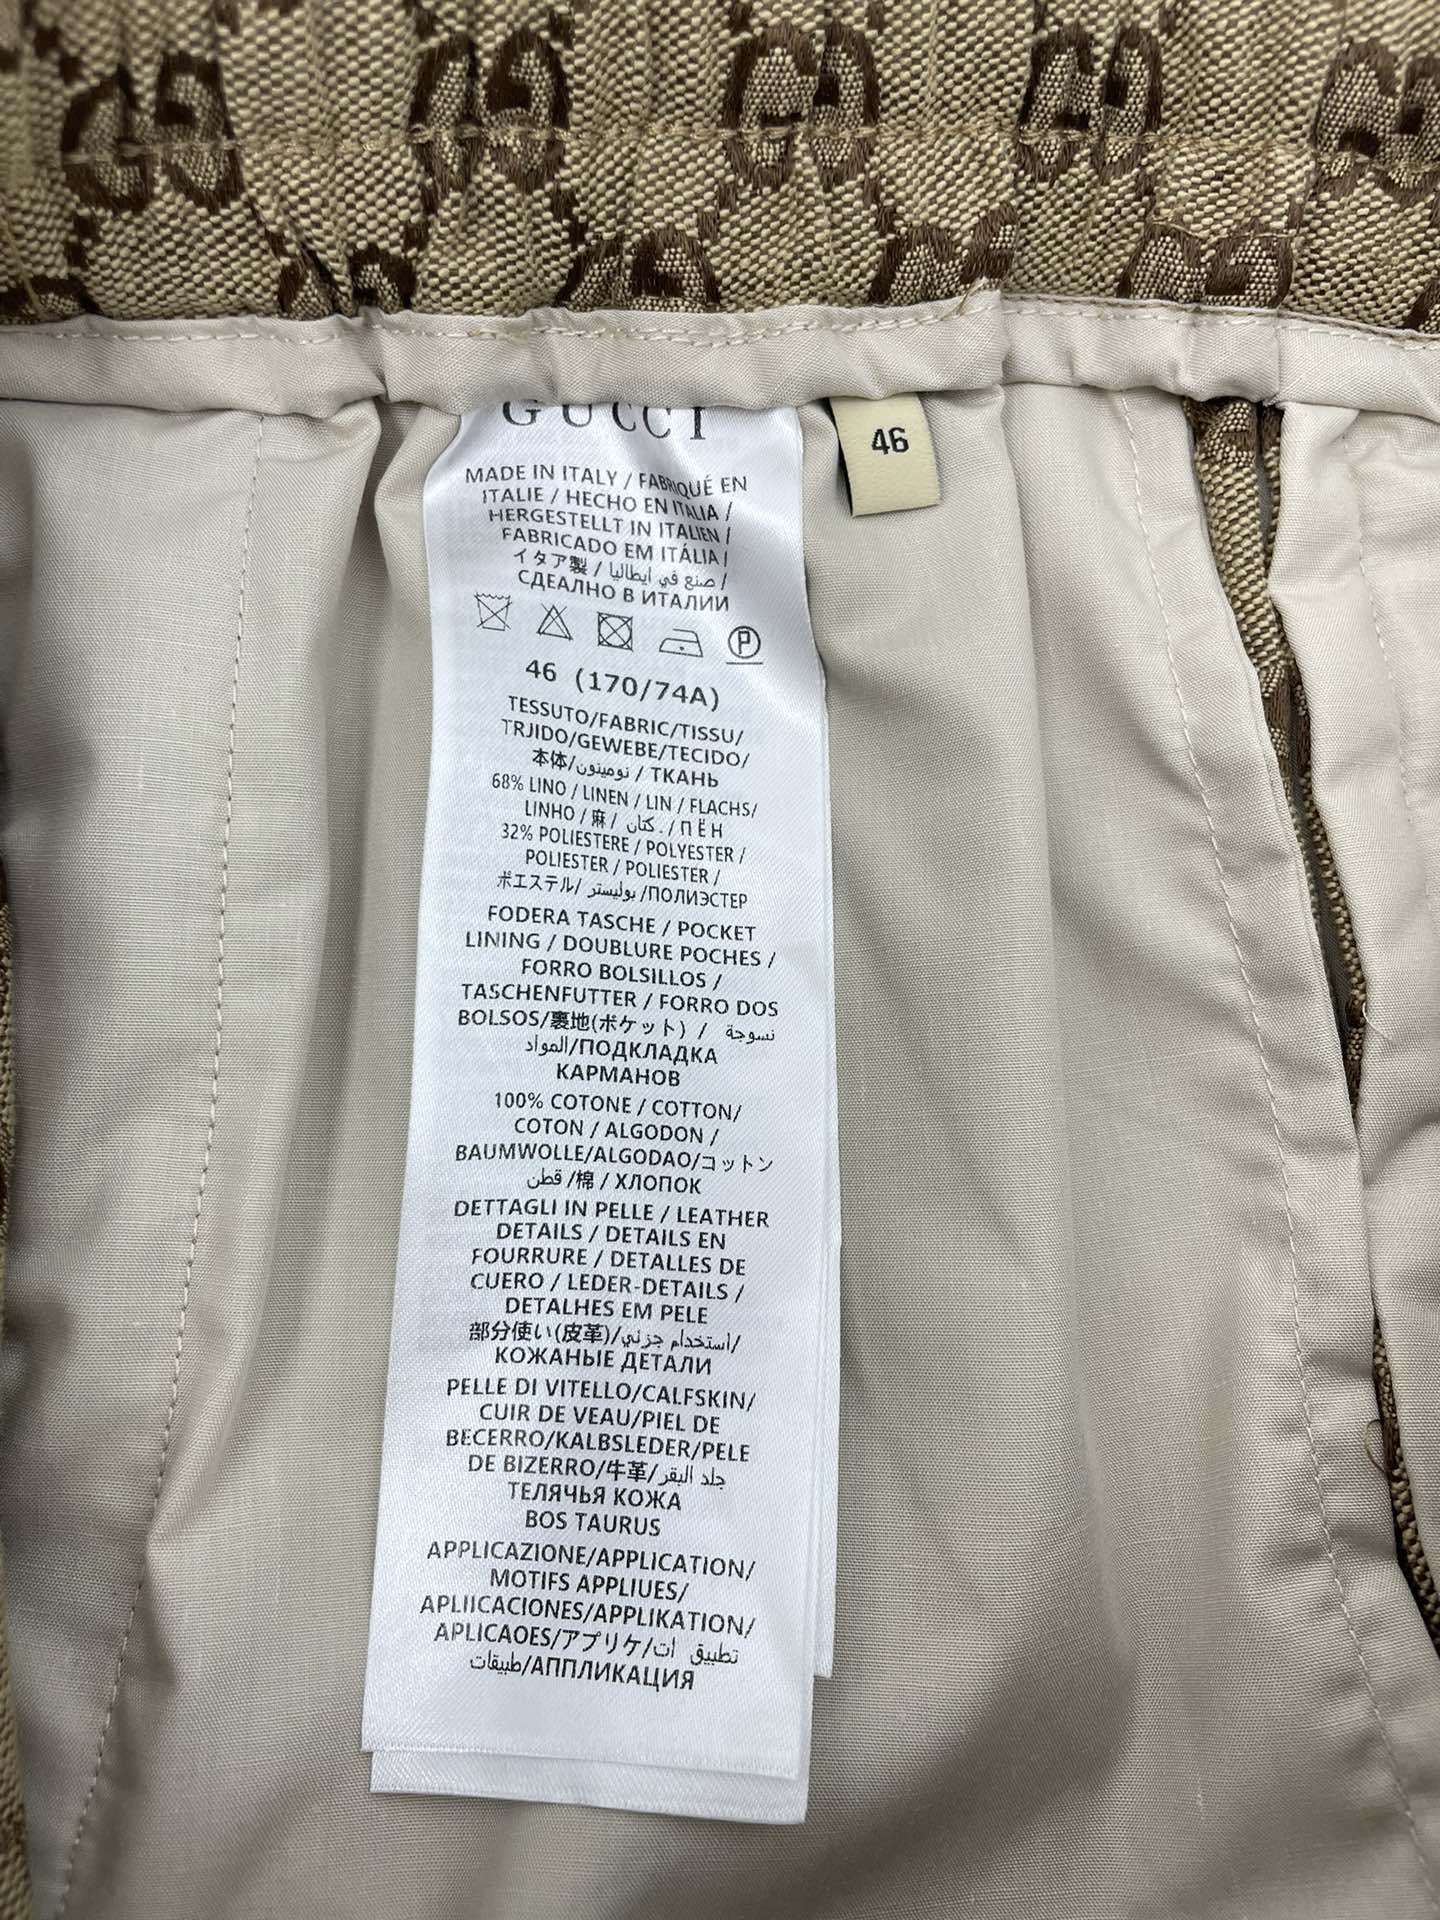 GUCCI
46
MADE IN ITALY / FABRIQUÉ EN
ITALIE / HECHO EN ITALIA /
HERGESTELLT IN ITALIEN /
FABRICADO EM ITÁLIA /
イタア製 / صنع في ايطاليا /
СДЕАЛНО В ИТАЛИИ
P
46 (170/74A)
TESSUTO/FABRIC/TISSU/
TRJIDO/GEWEBE/TECIDO/
本体/نومينون / ТКАНЬ
68% LINO / LINEN / LIN / FLACHS/
LINHO / 麻 / كتان. / ПЁН
32% POLIESTERE / POLYESTER /
POLIESTER / POLIESTER /
ポエステル/ بوليستر /ПОЛИЭСТЕР
FODERA TASCHE / POCKET
LINING / DOUBLURE POCHES /
FORRO BOLSILLOS /
TASCHENFUTTER / FORRO DOS
BOLSOS/裏地(ポケット) / نسوجة
المواد/ПОДКЛАДКА
КАРМАНОВ
100% COTONE / COTTON/
COTON / ALGODON /
BAUMWOLLE/ALGODAO/コットン
قطن /棉 / ХЛОПОК
DETTAGLI IN PELLE / LEATHER
DETAILS / DETAILS EN
FOURRURE / DETALLES DE
CUERO / LEDER-DETAILS /
DETALHES EM PELE
部分使い(皮革)/استخدام جزئي/
КОЖАНЫЕ ДЕТАЛИ
PELLE DI VITELLO/CALFSKIN/
CUIR DE VEAU/PIEL DE
BECERRO/KALBSLEDER/PELE
DE BIZERRO/牛革/جلد البقر
ТЕЛЯЧЬЯ КОЖА
BOS TAURUS
APPLICAZIONE/APPLICATION/
MOTIFS APPLIUES/
APLIICACIONES/APPLIKATION/
APLICAOES/アプリケ/تطبيق ات
طبيقات/АППЛИКАЦИЯ